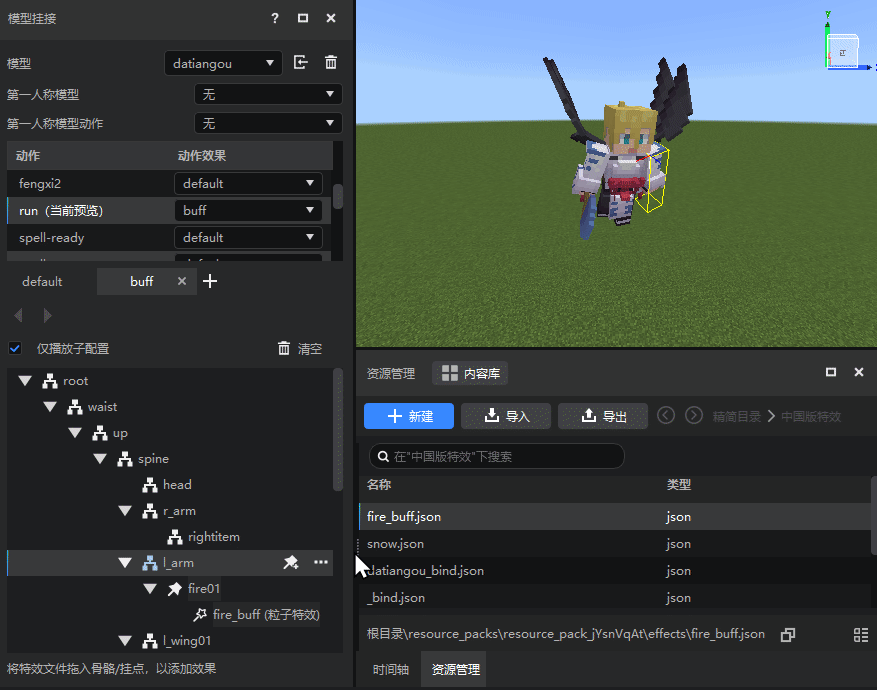 模型挂接
模型 datiangou
第一人称模型 无
第一人称模型动作 无
动作 动作效果
fengxi2 default
run（当前预览） buff
spell-ready default
default buff
仅播放子配置 清空
root
waist
up
spine
head
r_arm
rightitem
l_arm
fire01
fire_buff (粒子特效)
l_wing01
将特效文件拖入骨骼/挂点，以添加效果
资源管理 内容库
新建 导入 导出 精简目录 中国版特效
在"中国版特效"下搜索
名称 类型
fire_buff.json json
snow.json json
datiangou_bind.json json
_bind.json json
根目录\resource_packs\resource_pack_jYsnVqAt\effects\fire_buff.json
时间轴 资源管理